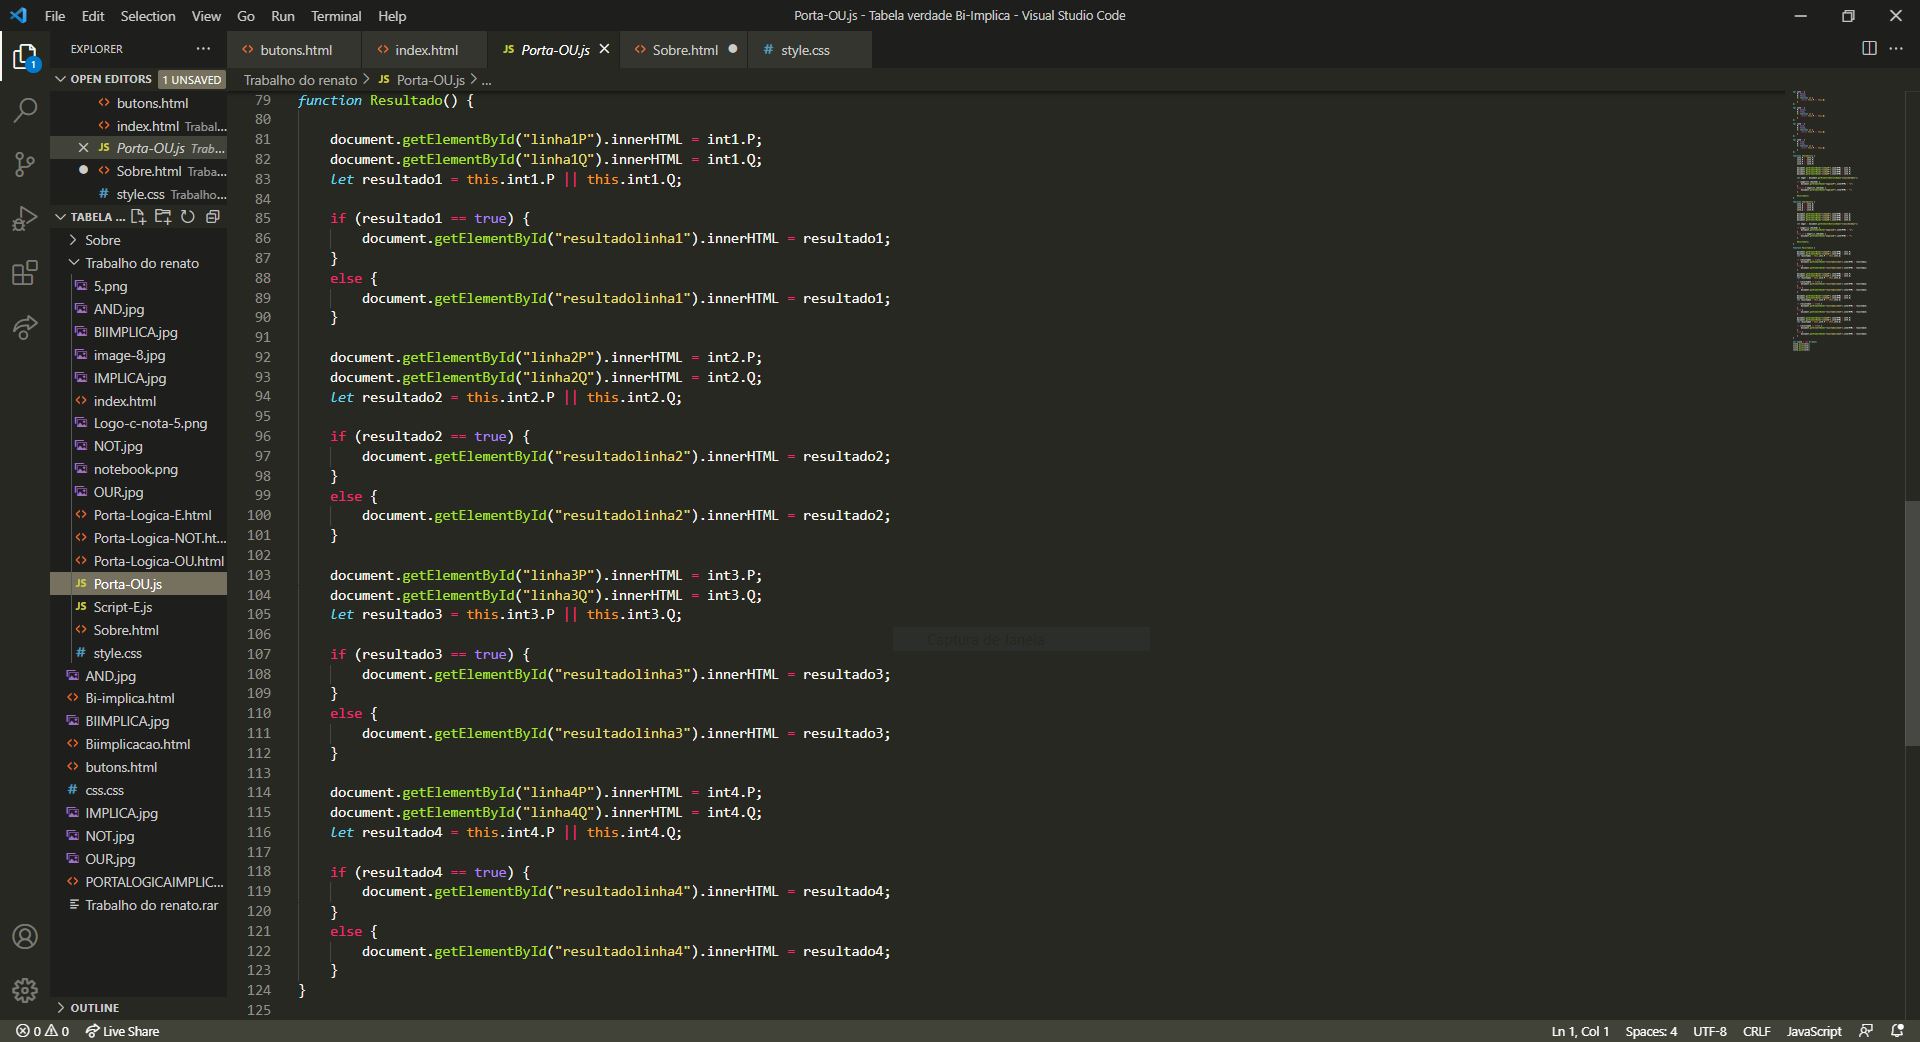 File Edit Selection View Go Run Terminal Help
Porta-OU.js - Tabela verdade Bi-Implica - Visual Studio Code
EXPLORER
1
OPEN EDITORS 1 UNSAVED
butons.html
index.html Trabal...
Porta-OU.js Trab...
Sobre.html Traba...
style.css Trabalho...
TABELA ...
Sobre
Trabalho do renato
5.png
AND.jpg
BIIMPLICA.jpg
image-8.jpg
IMPLICA.jpg
index.html
Logo-c-nota-5.png
NOT.jpg
notebook.png
OUR.jpg
Porta-Logica-E.html
Porta-Logica-NOT.ht...
Porta-Logica-OU.html
Porta-OU.js
Script-E.js
Sobre.html
style.css
AND.jpg
Bi-implica.html
BIIMPLICA.jpg
Biimplicacao.html
butons.html
css.css
IMPLICA.jpg
NOT.jpg
OUR.jpg
PORTALOGICAIMPLIC...
Trabalho do renato.rar
OUTLINE
butons.html index.html Porta-OU.js Sobre.html style.css
Trabalho do renato > Porta-OU.js > ...
79 function Resultado() {
80
81 document.getElementById("linha1P").innerHTML = int1.P;
82 document.getElementById("linha1Q").innerHTML = int1.Q;
83 let resultado1 = this.int1.P || this.int1.Q;
84
85 if (resultado1 == true) {
86 document.getElementById("resultadolinha1").innerHTML = resultado1;
87 }
88 else {
89 document.getElementById("resultadolinha1").innerHTML = resultado1;
90 }
91
92 document.getElementById("linha2P").innerHTML = int2.P;
93 document.getElementById("linha2Q").innerHTML = int2.Q;
94 let resultado2 = this.int2.P || this.int2.Q;
95
96 if (resultado2 == true) {
97 document.getElementById("resultadolinha2").innerHTML = resultado2;
98 }
99 else {
100 document.getElementById("resultadolinha2").innerHTML = resultado2;
101 }
102
103 document.getElementById("linha3P").innerHTML = int3.P;
104 document.getElementById("linha3Q").innerHTML = int3.Q;
105 let resultado3 = this.int3.P || this.int3.Q;
106
Captura de Janela
107 if (resultado3 == true) {
108 document.getElementById("resultadolinha3").innerHTML = resultado3;
109 }
110 else {
111 document.getElementById("resultadolinha3").innerHTML = resultado3;
112 }
113
114 document.getElementById("linha4P").innerHTML = int4.P;
115 document.getElementById("linha4Q").innerHTML = int4.Q;
116 let resultado4 = this.int4.P || this.int4.Q;
117
118 if (resultado4 == true) {
119 document.getElementById("resultadolinha4").innerHTML = resultado4;
120 }
121 else {
122 document.getElementById("resultadolinha4").innerHTML = resultado4;
123 }
124 }
125
0 0 Live Share
Ln 1, Col 1 Spaces: 4 UTF-8 CRLF JavaScript